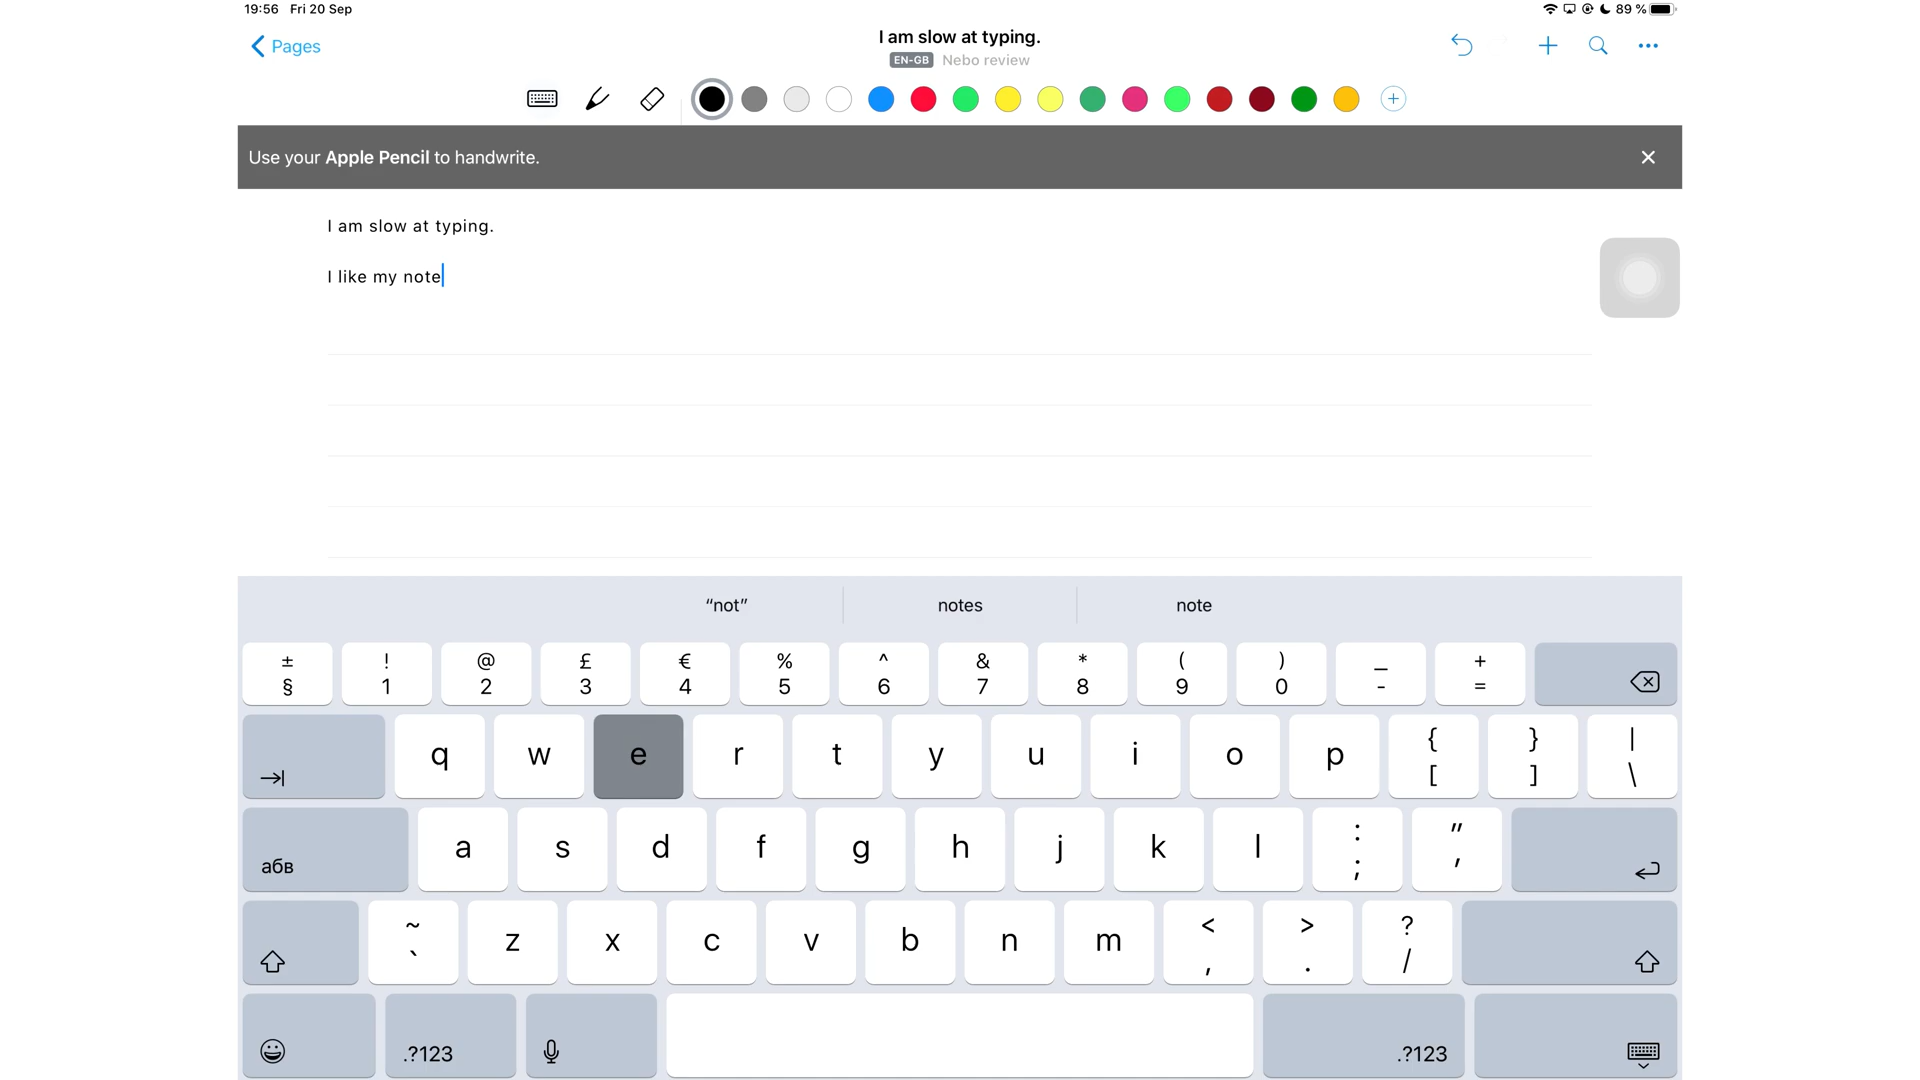 19:56 Fri 20 Sep 89 %
Pages
I am slow at typing.
EN-GB Nebo review
Use your Apple Pencil to handwrite.
I am slow at typing.
I like my note
“not” notes note
± ! @ £ € % ^ & * ( ) _ +
§ 1 2 3 4 5 6 7 8 9 0 - =
q w e r t y u i o p { } |
[ ] \
абв a s d f g h j k l : "
; '
~ z x c v b n m < > ?
` , . /
.?123 .?123